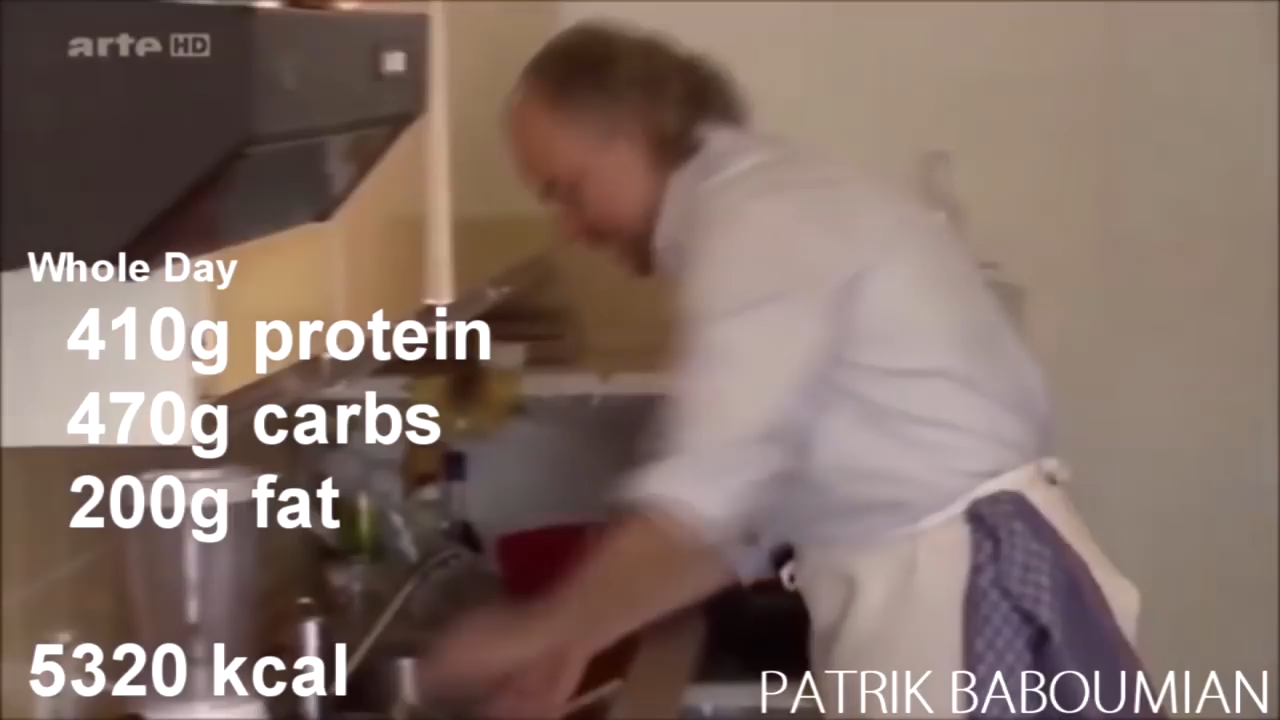 arte HD
Whole Day
410g protein
470g carbs
200g fat
5320 kcal
PATRIK BABOUMIAN